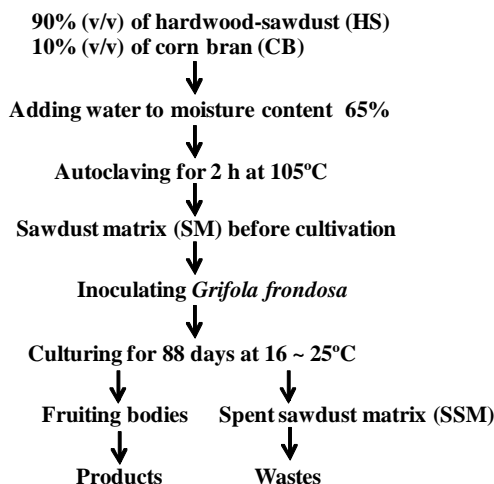 90% (v/v) of hardwood-sawdust (HS)
10% (v/v) of corn bran (CB)
Adding water to moisture content 65%
Autoclaving for 2 h at 105ºC
Sawdust matrix (SM) before cultivation
Inoculating Grifola frondosa
Culturing for 88 days at 16 ~ 25ºC
Fruiting bodies Spent sawdust matrix (SSM)
Products Wastes